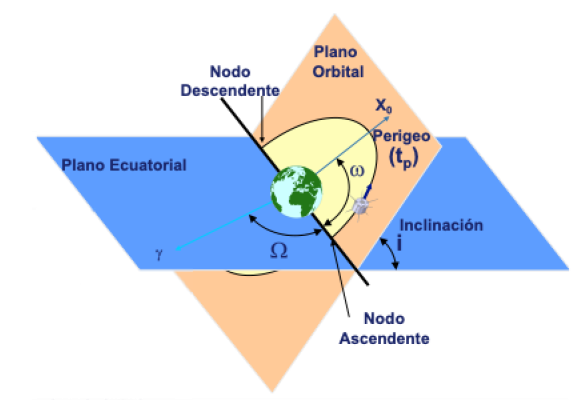 Plano
Orbital
Nodo
Descendente
X₀
Perigeo
(tₚ)
Plano Ecuatorial
ω
Inclinación
i
γ
Ω
Nodo
Ascendente